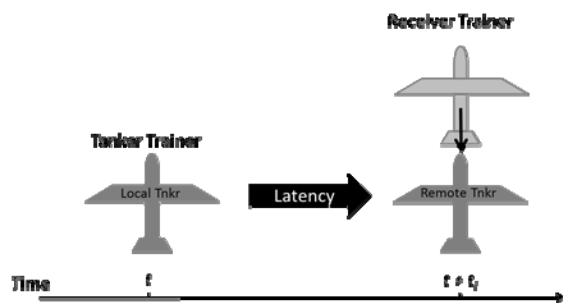 Receiver Trainer
Tanker Trainer
Local Tnkr
Latency
Remote Tnkr
Time
t